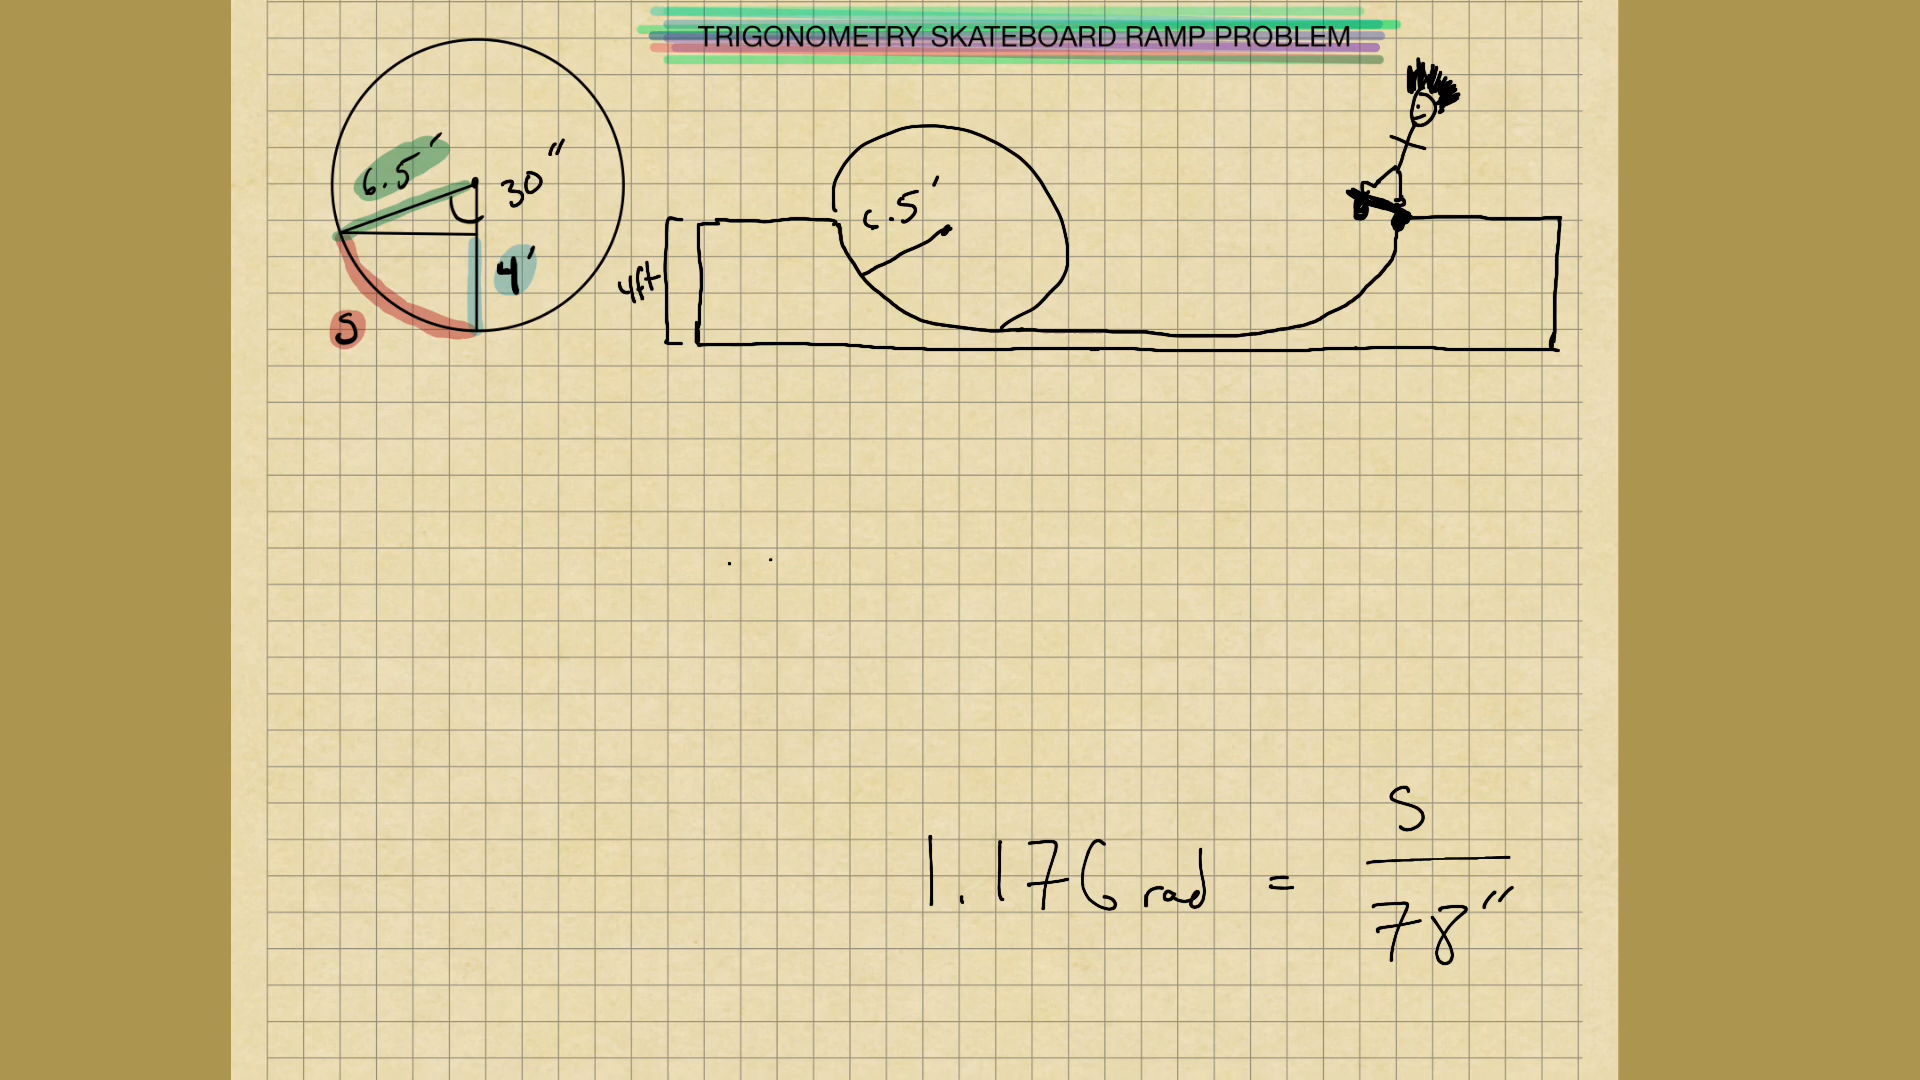 TRIGONOMETRY SKATEBOARD RAMP PROBLEM
6.5'
30"
4'
S
4ft
6.5'
1.176 rad = S / 78"